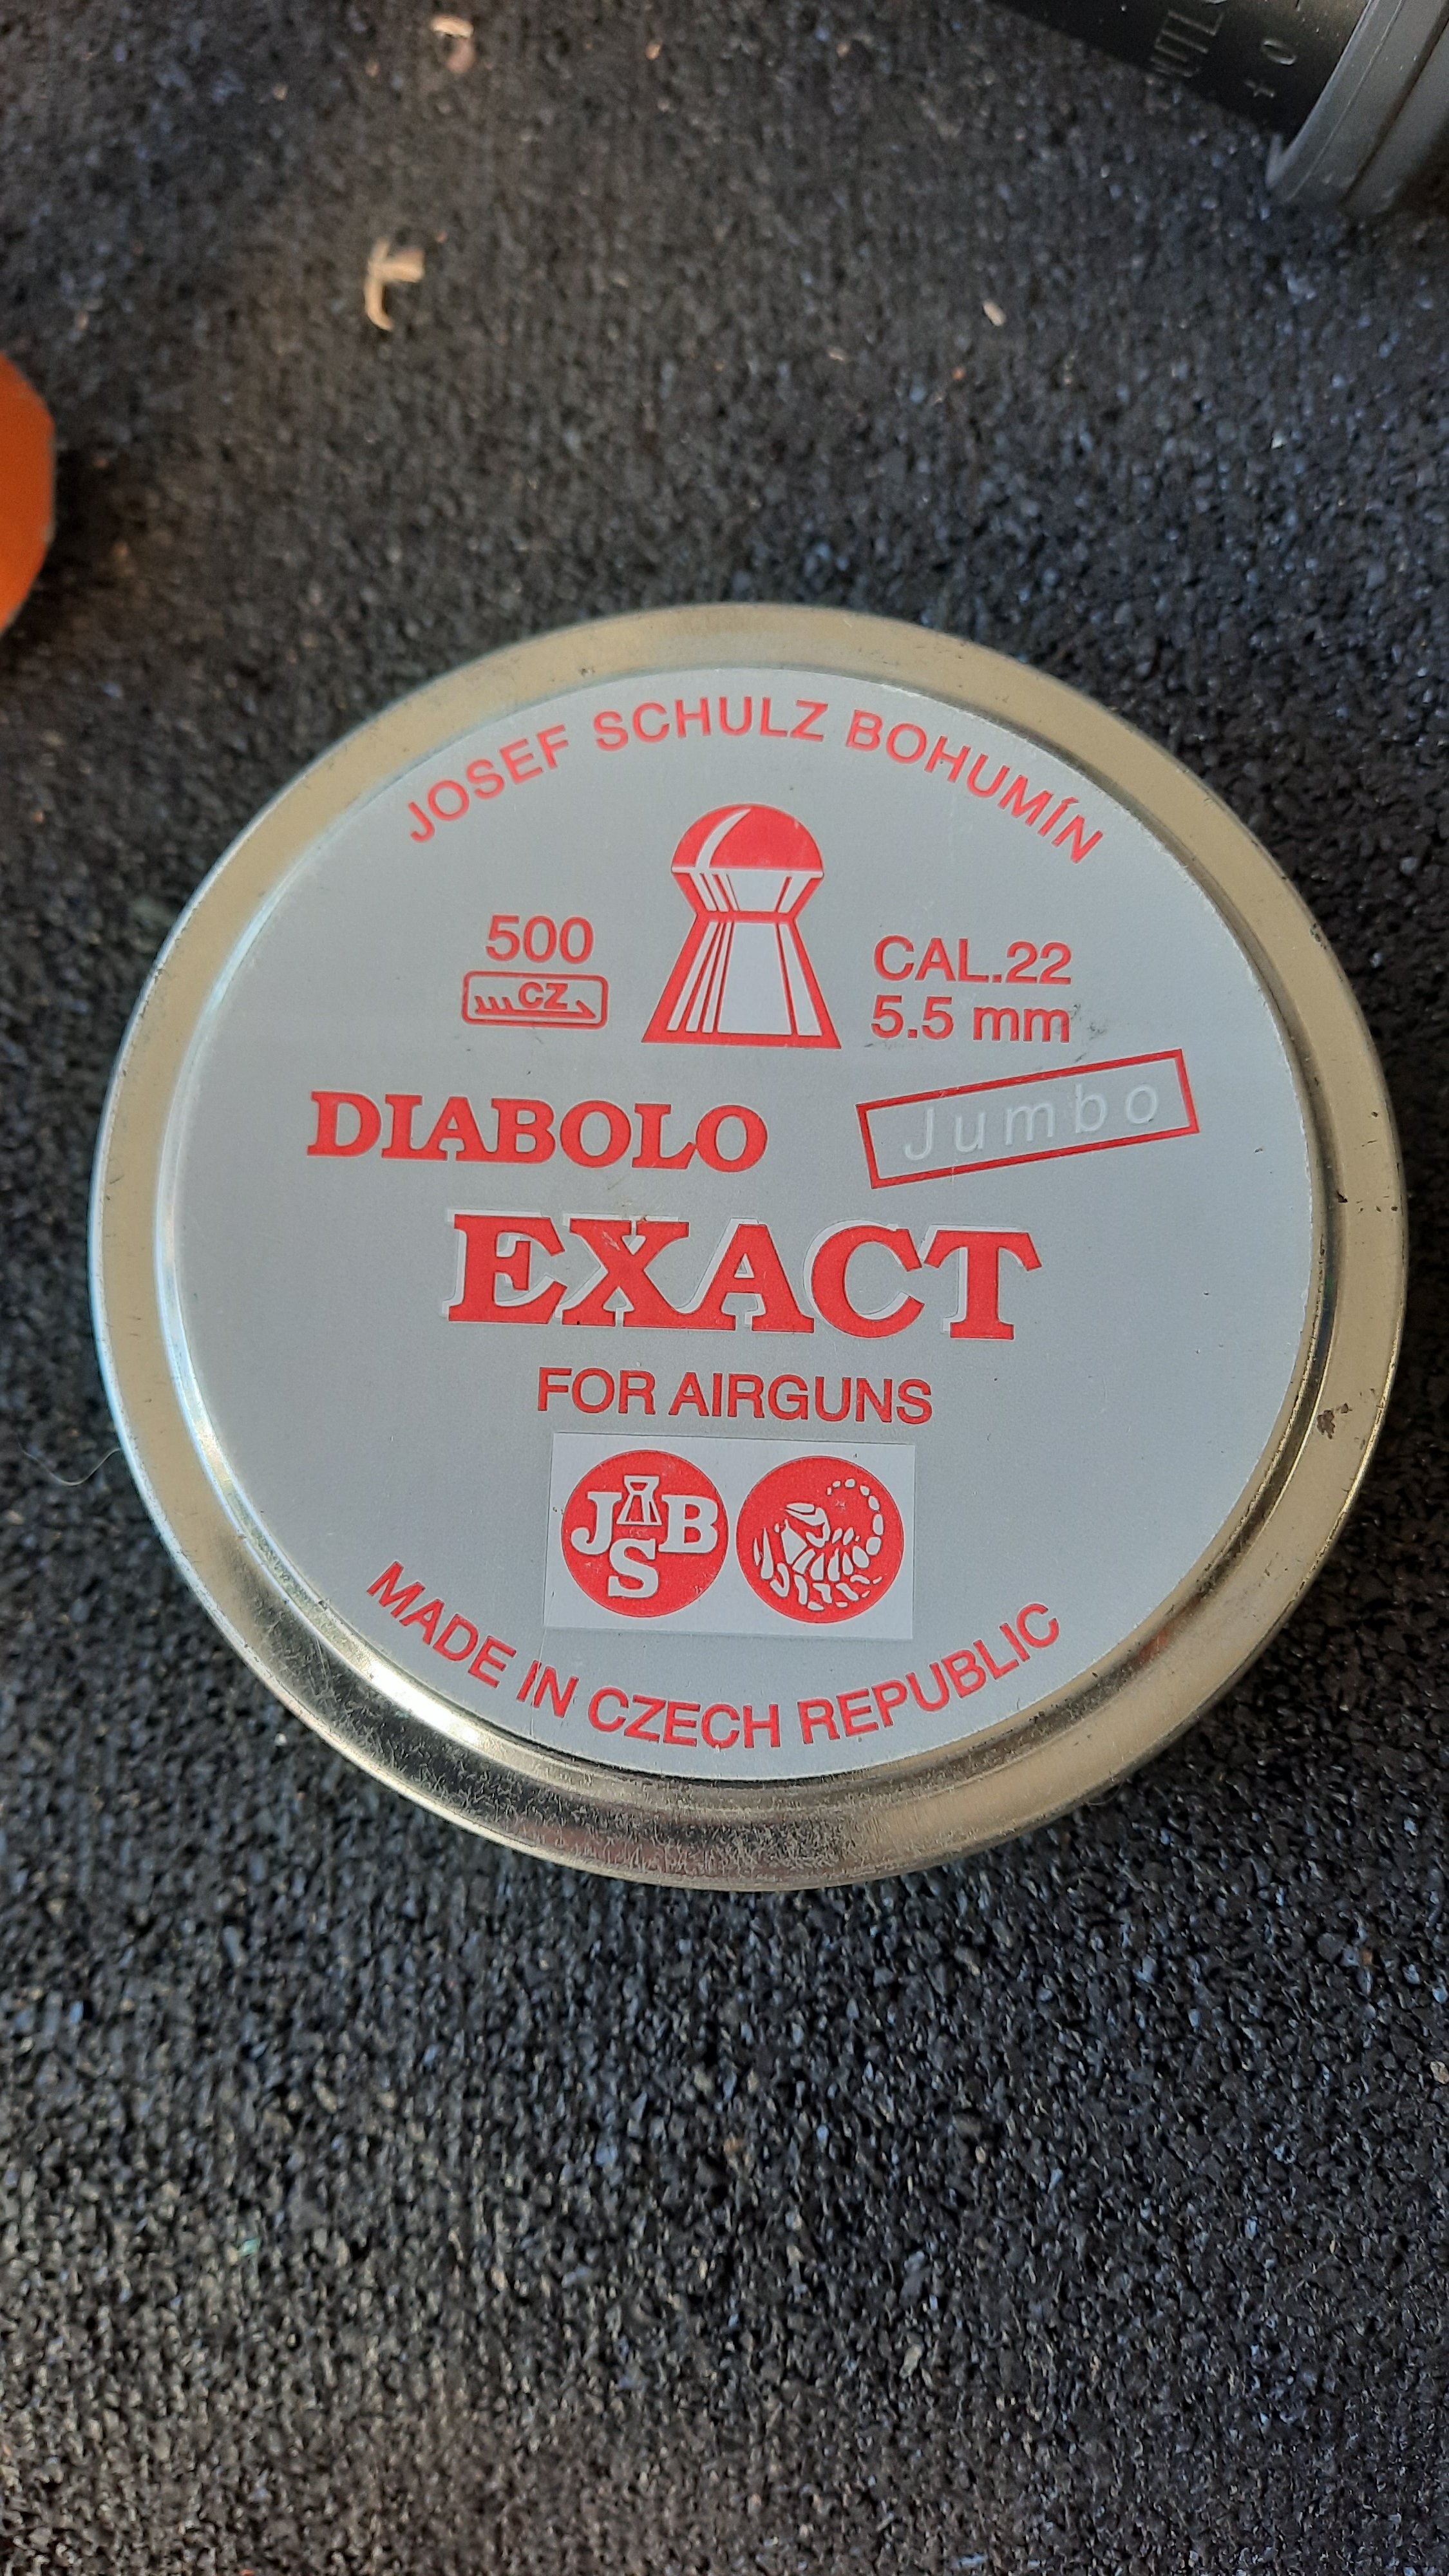 JOSEF SCHULZ BOHUMÍN
500
CZ
CAL.22
5.5 mm
DIABOLO
Jumbo
EXACT
FOR AIRGUNS
JSB
MADE IN CZECH REPUBLIC